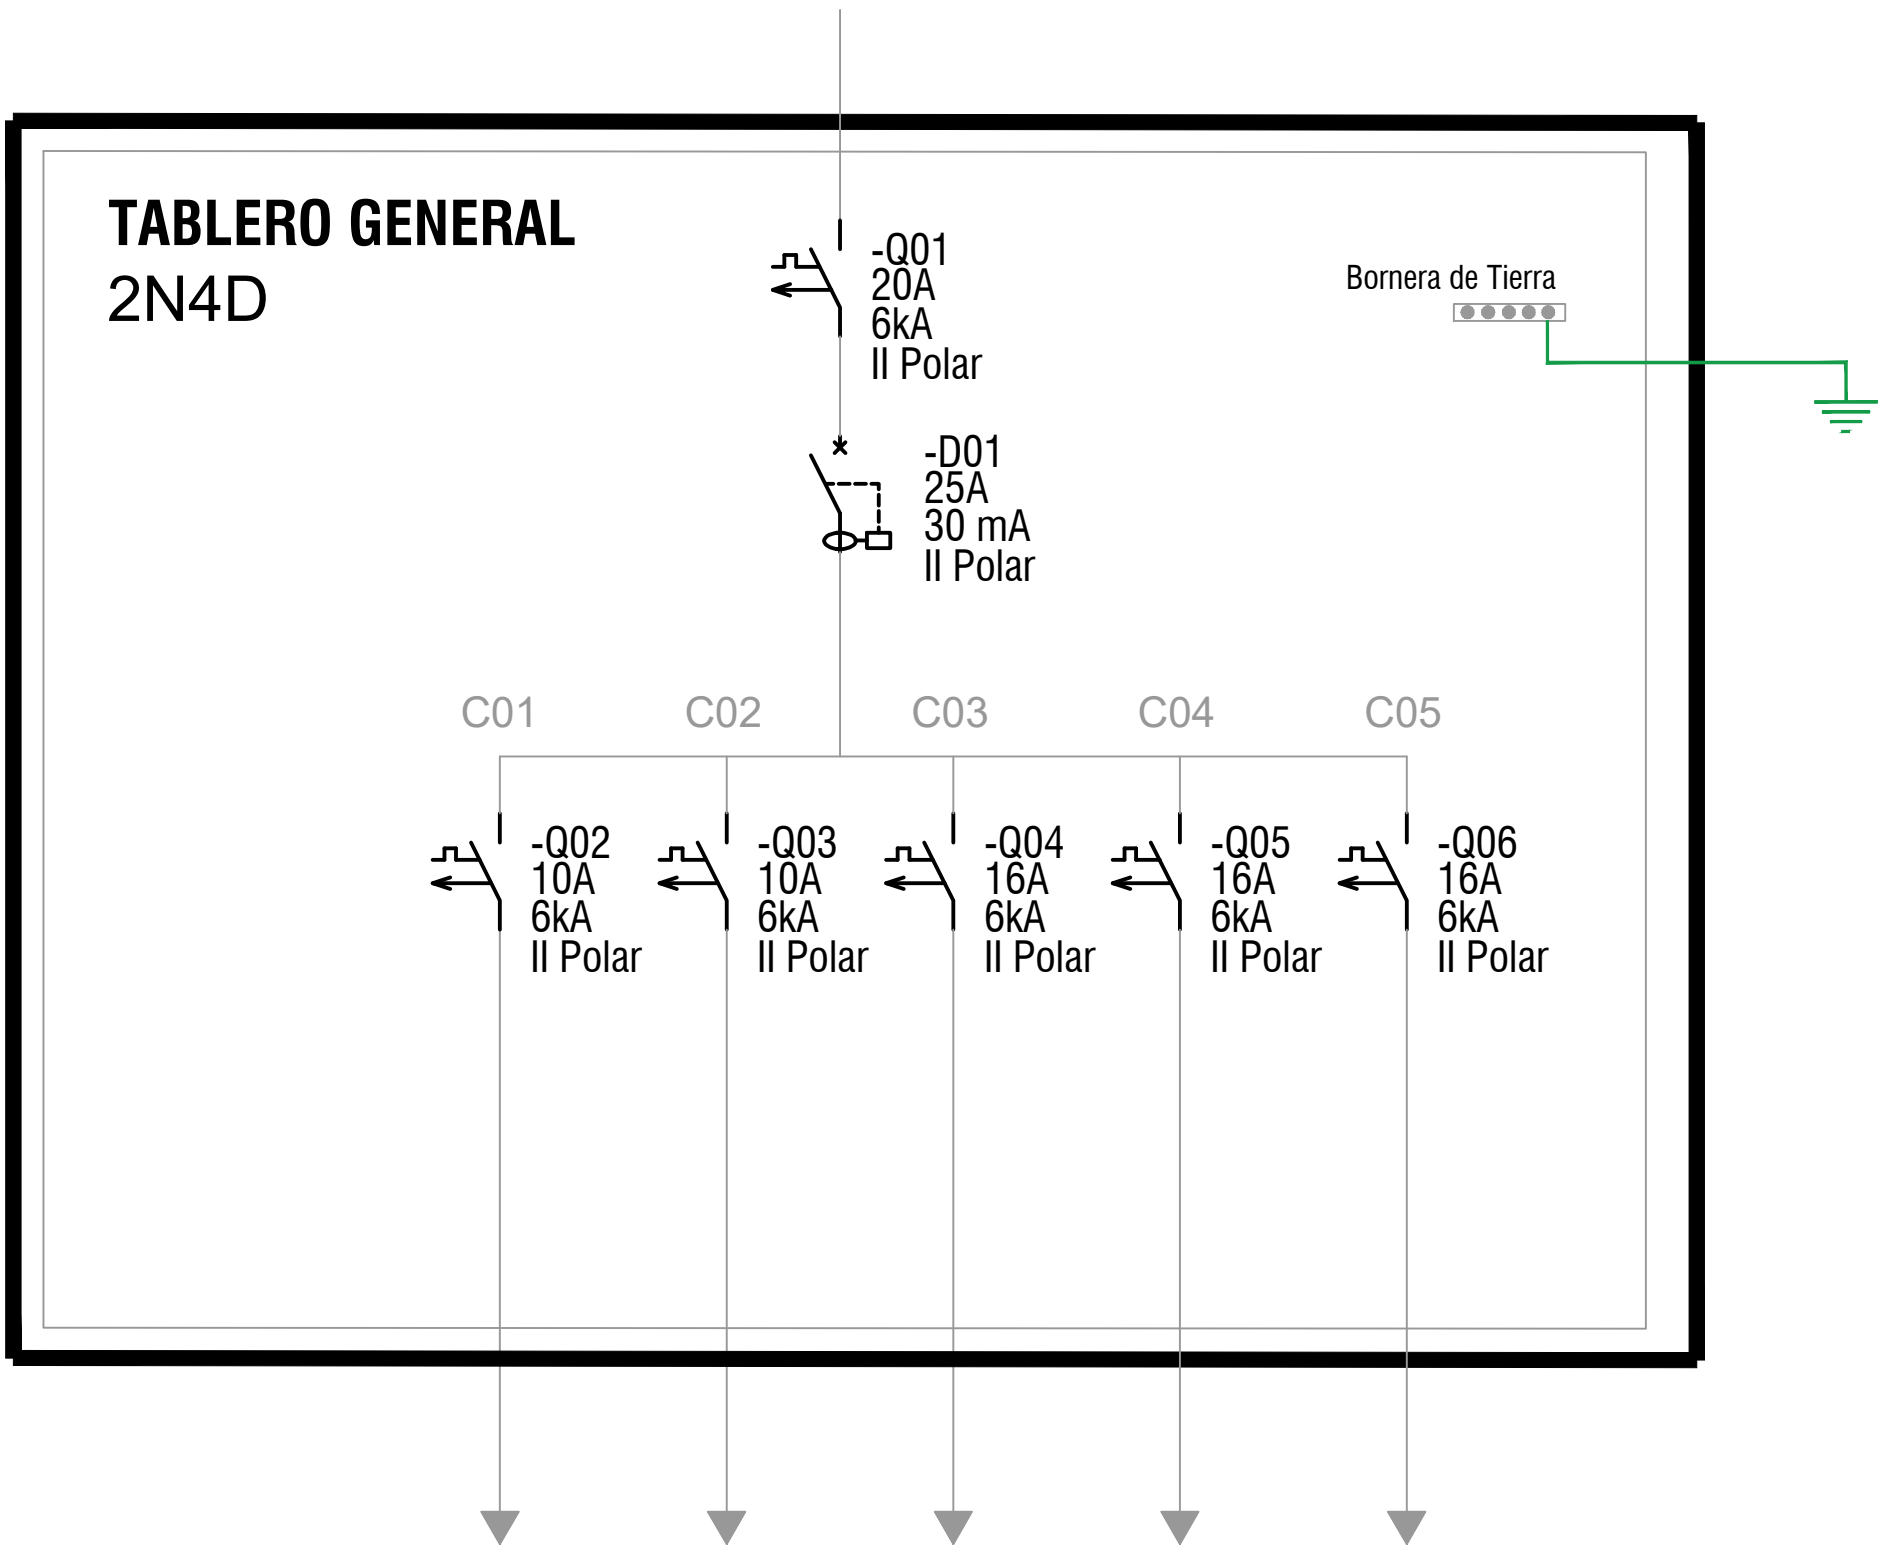 TABLERO GENERAL
2N4D
-Q01
20A
6kA
II Polar
Bornera de Tierra
-D01
25A
30 mA
II Polar
C01
C02
C03
C04
C05
-Q02
10A
6kA
II Polar
-Q03
10A
6kA
II Polar
-Q04
16A
6kA
II Polar
-Q05
16A
6kA
II Polar
-Q06
16A
6kA
II Polar